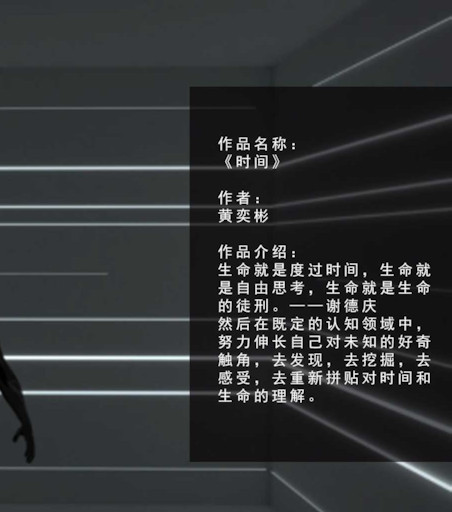 作品名称：
《时间》
作者：
黄奕彬
作品介绍：
生命就是度过时间，生命就
是自由思考，生命就是生命
的徒刑。——谢德庆
然后在既定的认知领域中，
努力伸长自己对未知的好奇
触角，去发现，去挖掘，去
感受，去重新拼贴对时间和
生命的理解。